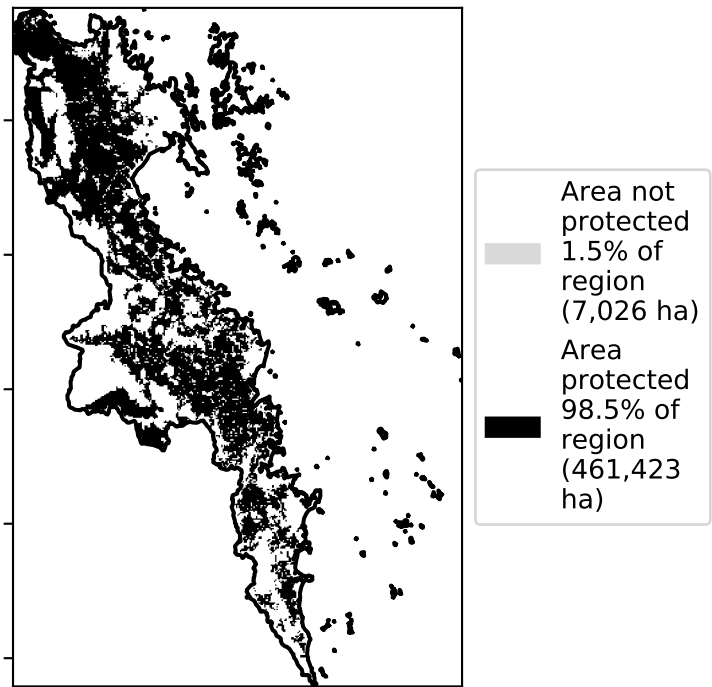 Area not
protected
1.5% of
region
(7,026 ha)
Area
protected
98.5% of
region
(461,423
ha)